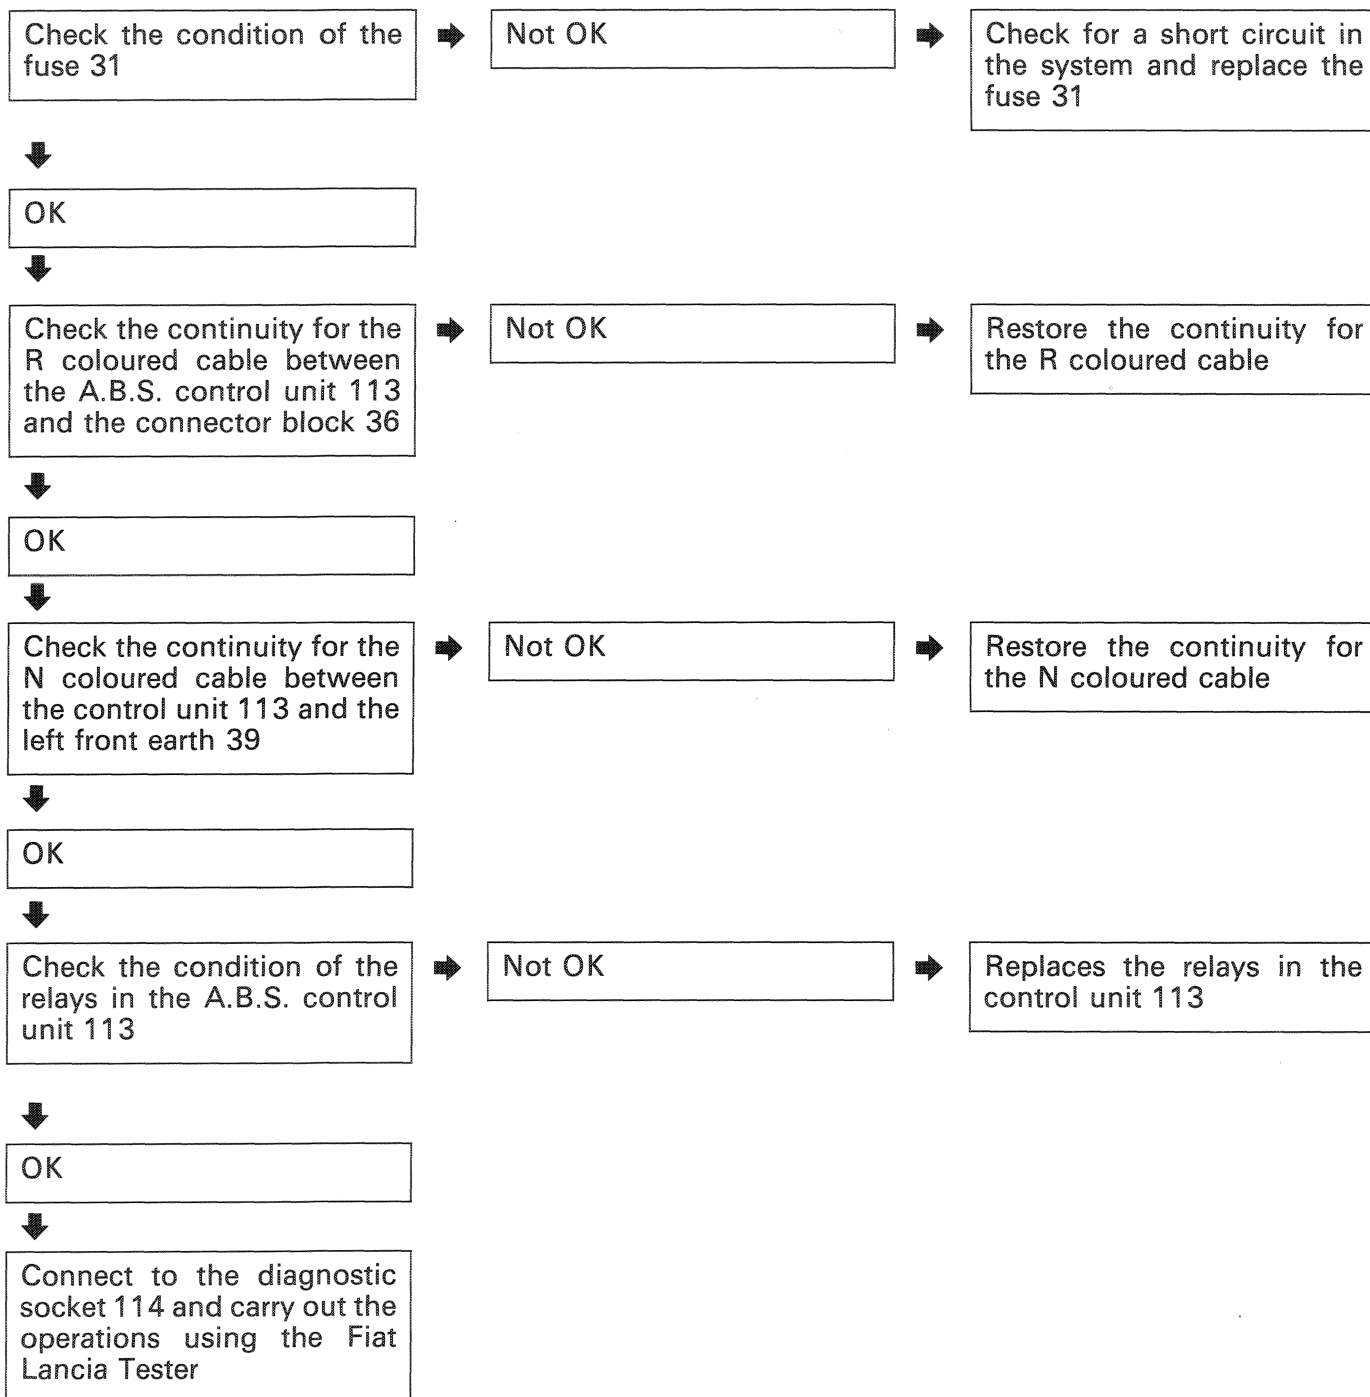 Check the condition of the
fuse 31
Not OK
Check for a short circuit in
the system and replace the
fuse 31
OK
Check the continuity for the
R coloured cable between
the A.B.S. control unit 113
and the connector block 36
Not OK
Restore the continuity for
the R coloured cable
OK
Check the continuity for the
N coloured cable between
the control unit 113 and the
left front earth 39
Not OK
Restore the continuity for
the N coloured cable
OK
Check the condition of the
relays in the A.B.S. control
unit 113
Not OK
Replaces the relays in the
control unit 113
OK
Connect to the diagnostic
socket 114 and carry out the
operations using the Fiat
Lancia Tester